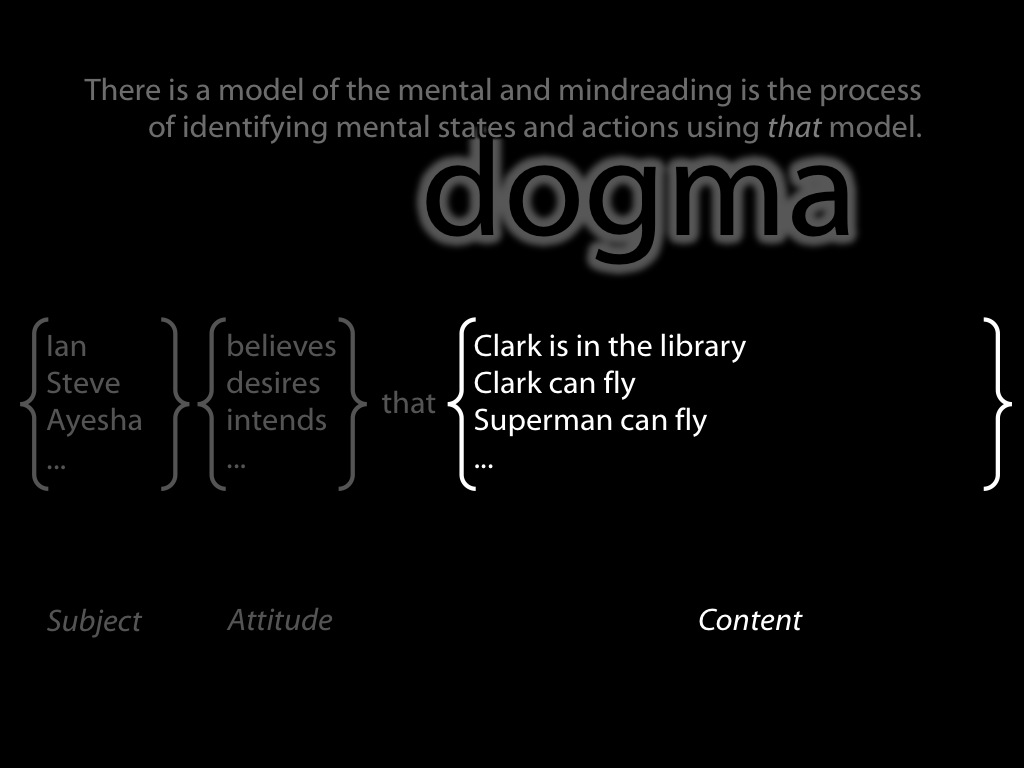 There is a model of the mental and mindreading is the process
of identifying mental states and actions using that model.
dogma
Ian
Steve
Ayesha
...
believes
desires
intends
...
that
Clark is in the library
Clark can fly
Superman can fly
...
Subject
Attitude
Content